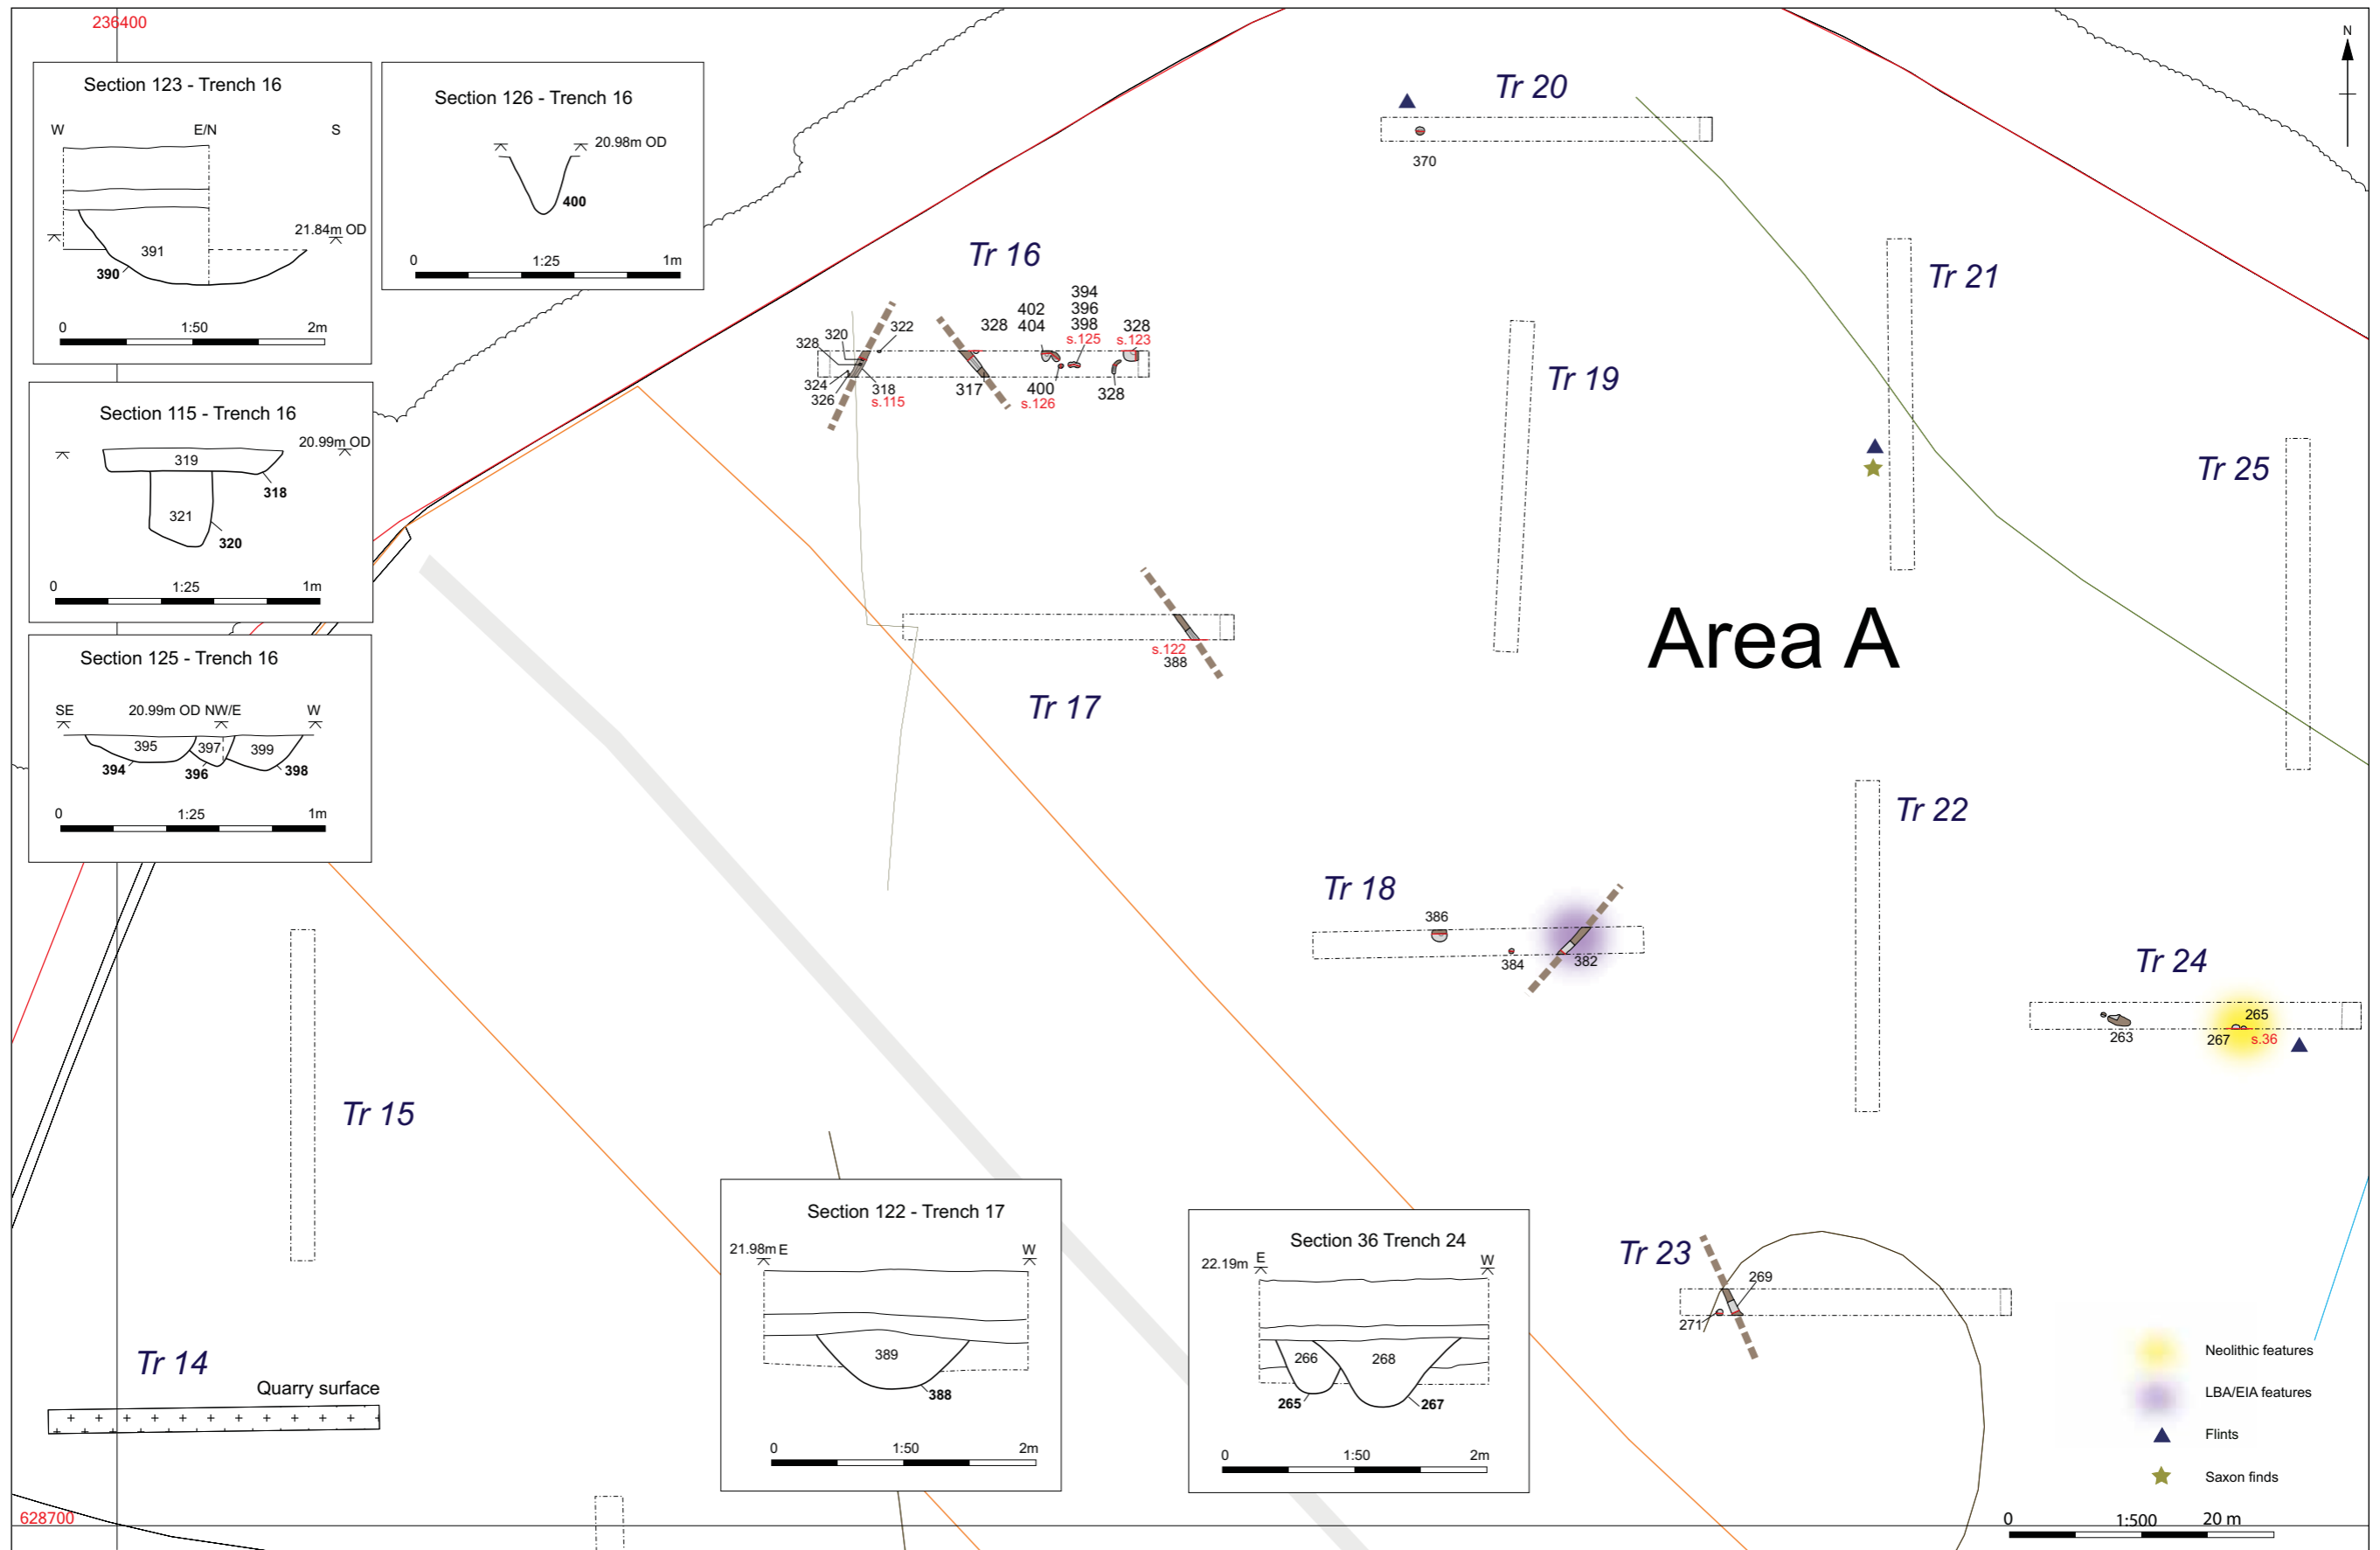 236400
N
Section 123 - Trench 16
W
E/N
S
21.84m OD
391
390
0
1:50
2m
Section 126 - Trench 16
20.98m OD
400
0
1:25
1m
Section 115 - Trench 16
20.99m OD
319
318
321
320
0
1:25
1m
Section 125 - Trench 16
SE
20.99m OD NW/E
W
395
397
399
394
396
398
0
1:25
1m
Tr 20
370
Tr 16
394
402
396
328
404
398
328
s.125
s.123
320
322
328
324
318
326
s.115
317
400
s.126
328
Tr 21
Tr 19
Tr 25
Area A
s.122
388
Tr 17
Tr 22
Tr 18
386
384
382
Tr 24
265
263
267
s.36
Tr 15
Section 122 - Trench 17
21.98m E
W
389
388
0
1:50
2m
Section 36 Trench 24
22.19m
E
W
266
268
265
267
0
1:50
2m
Tr 23
269
271
Tr 14
Quarry surface
Neolithic features
LBA/EIA features
Flints
Saxon finds
628700
0
1:500
20 m